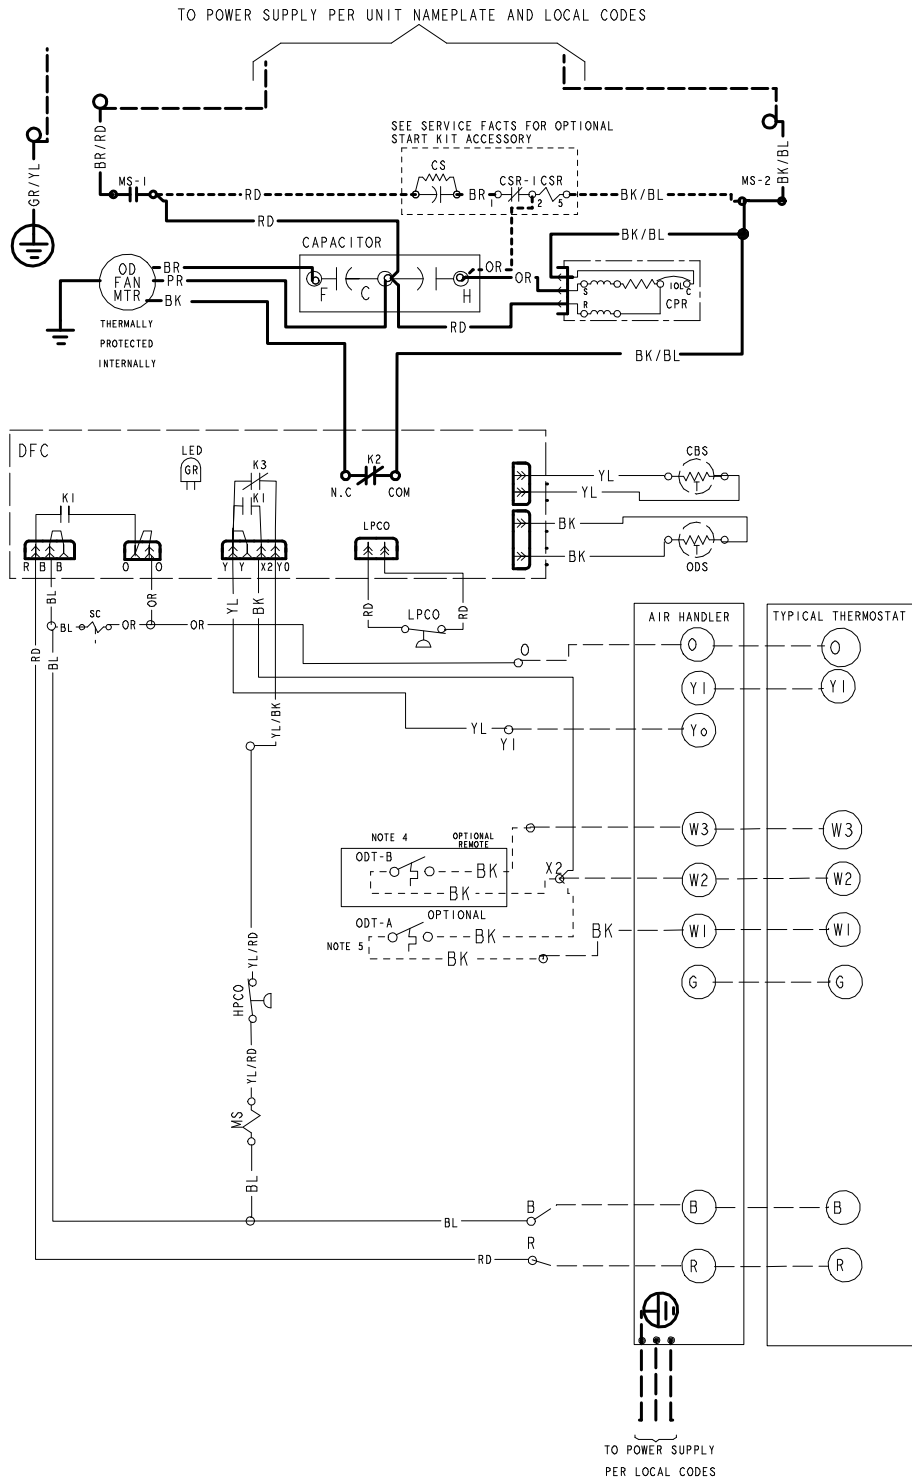 TO POWER SUPPLY PER UNIT NAMEPLATE AND LOCAL CODES
SEE SERVICE FACTS FOR OPTIONAL
START KIT ACCESSORY
BR/RD
GR/YL
BK/BL
CS
MS-1
RD
BR
CSR-1
CSR
1
2
5
BK/BL
MS-2
RD
BK/BL
CAPACITOR
OR
OR
F
C
H
OD
FAN
MTR
BR
PR
BK
S
R
IOL
C
CPR
RD
THERMALLY
PROTECTED
INTERNALLY
BK/BL
DFC
LED
GR
K3
K2
K1
K1
N.C
COM
LPCO
CBS
YL
YL
BK
BK
ODS
R
B
B
O
O
Y
Y
X2
YO
BL
OR
YL
BK
RD
LPCO
RD
SC
BL
OR
OR
RD
BL
AIR HANDLER
TYPICAL THERMOSTAT
O
O
O
Y1
Y1
YL/BK
YL
Y1
Yo
NOTE 4
OPTIONAL
REMOTE
W3
W3
ODT-B
BK
BK
X2
W2
W2
OPTIONAL
ODT-A
BK
NOTE 5
BK
BK
W1
W1
YL/RD
G
G
HPCO
YL/RD
MS
BL
B
BL
B
B
R
RD
R
R
TO POWER SUPPLY
PER LOCAL CODES